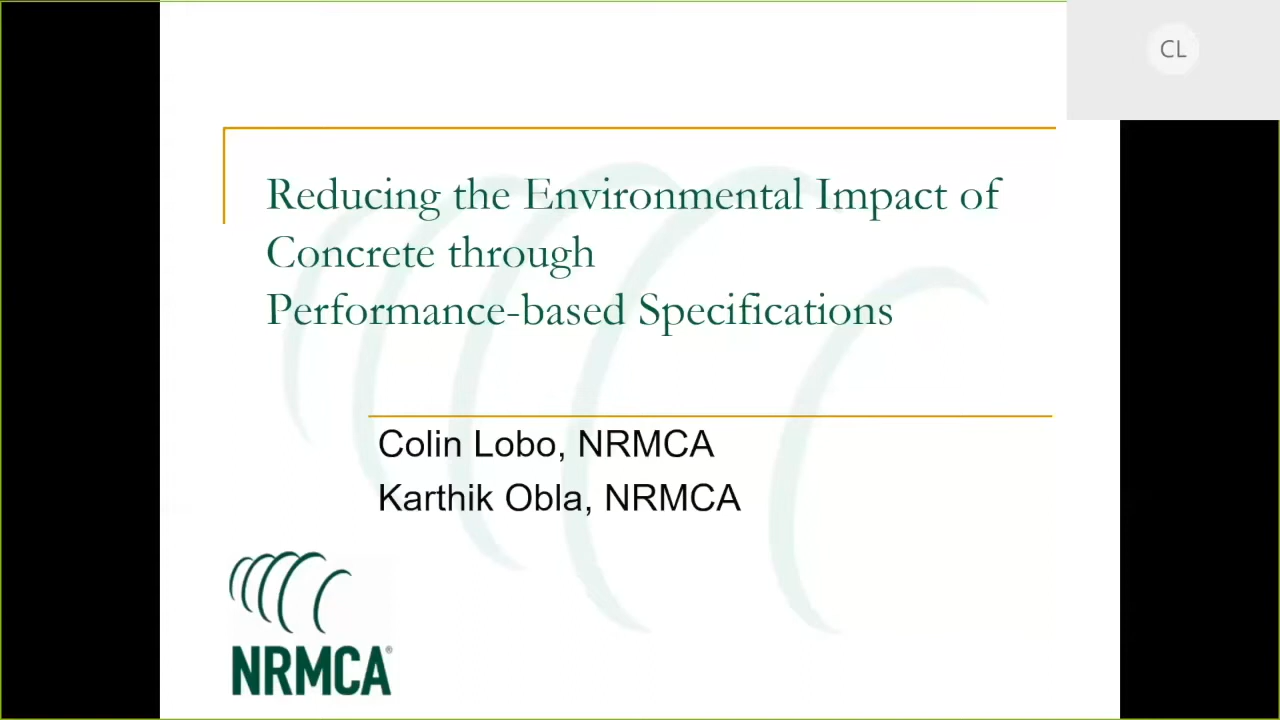 CL
Reducing the Environmental Impact of
Concrete through
Performance-based Specifications
Colin Lobo, NRMCA
Karthik Obla, NRMCA
NRMCA®